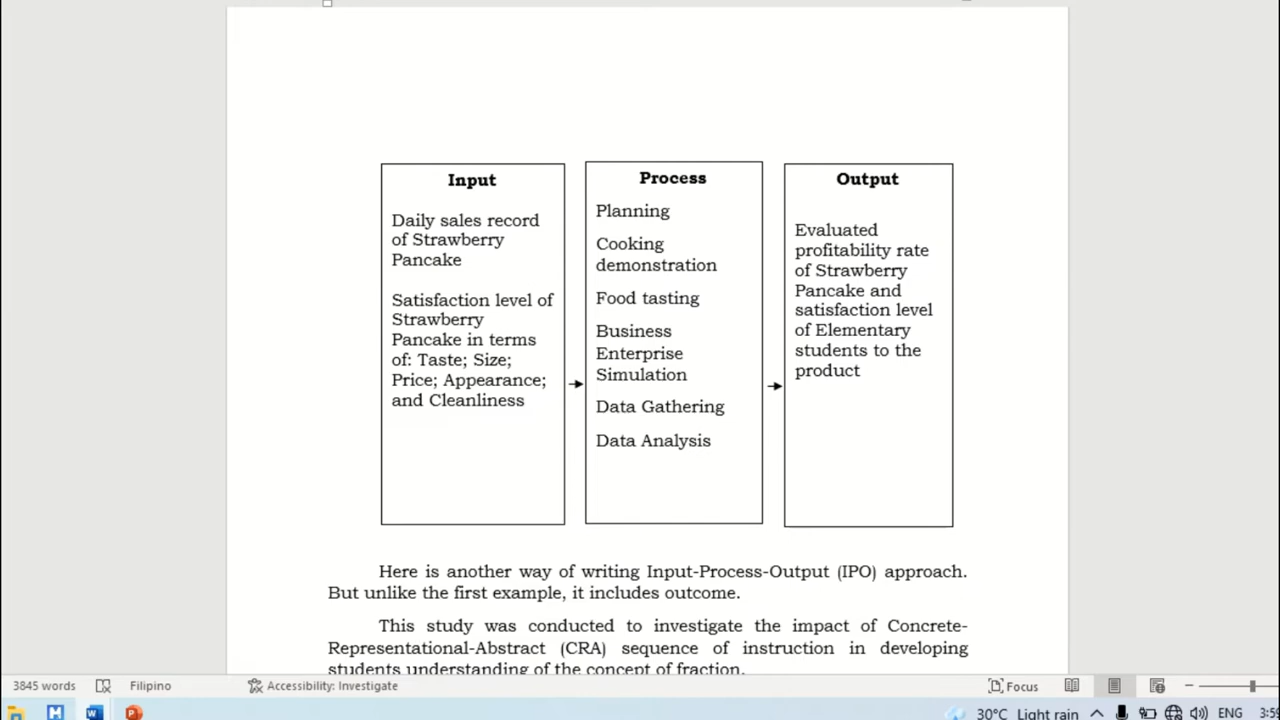 Input
Daily sales record
of Strawberry
Pancake
Satisfaction level of
Strawberry
Pancake in terms
of: Taste; Size;
Price; Appearance;
and Cleanliness
Process
Planning
Cooking
demonstration
Food tasting
Business
Enterprise
Simulation
Data Gathering
Data Analysis
Output
Evaluated
profitability rate
of Strawberry
Pancake and
satisfaction level
of Elementary
students to the
product
Here is another way of writing Input-Process-Output (IPO) approach.
But unlike the first example, it includes outcome.
This study was conducted to investigate the impact of Concrete-
Representational-Abstract (CRA) sequence of instruction in developing
students understanding of the concept of fraction.
3845 words
Filipino
Accessibility: Investigate
Focus
30°C Light rain
ENG